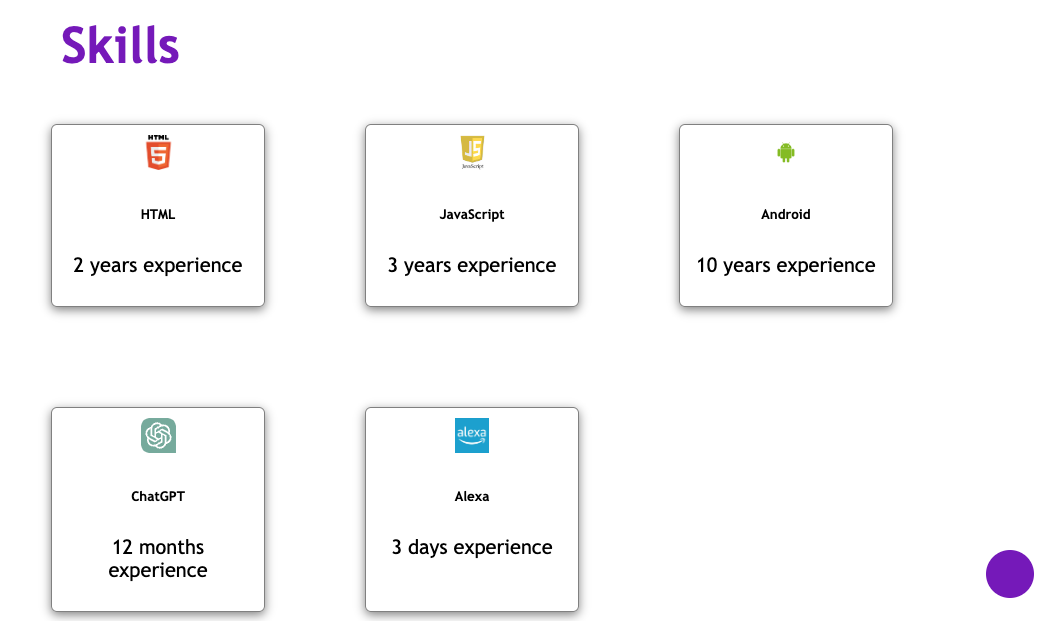 Skills
HTML
HTML
2 years experience
JS
JavaScript
JavaScript
3 years experience
Android
10 years experience
ChatGPT
12 months
experience
alexa
Alexa
3 days experience